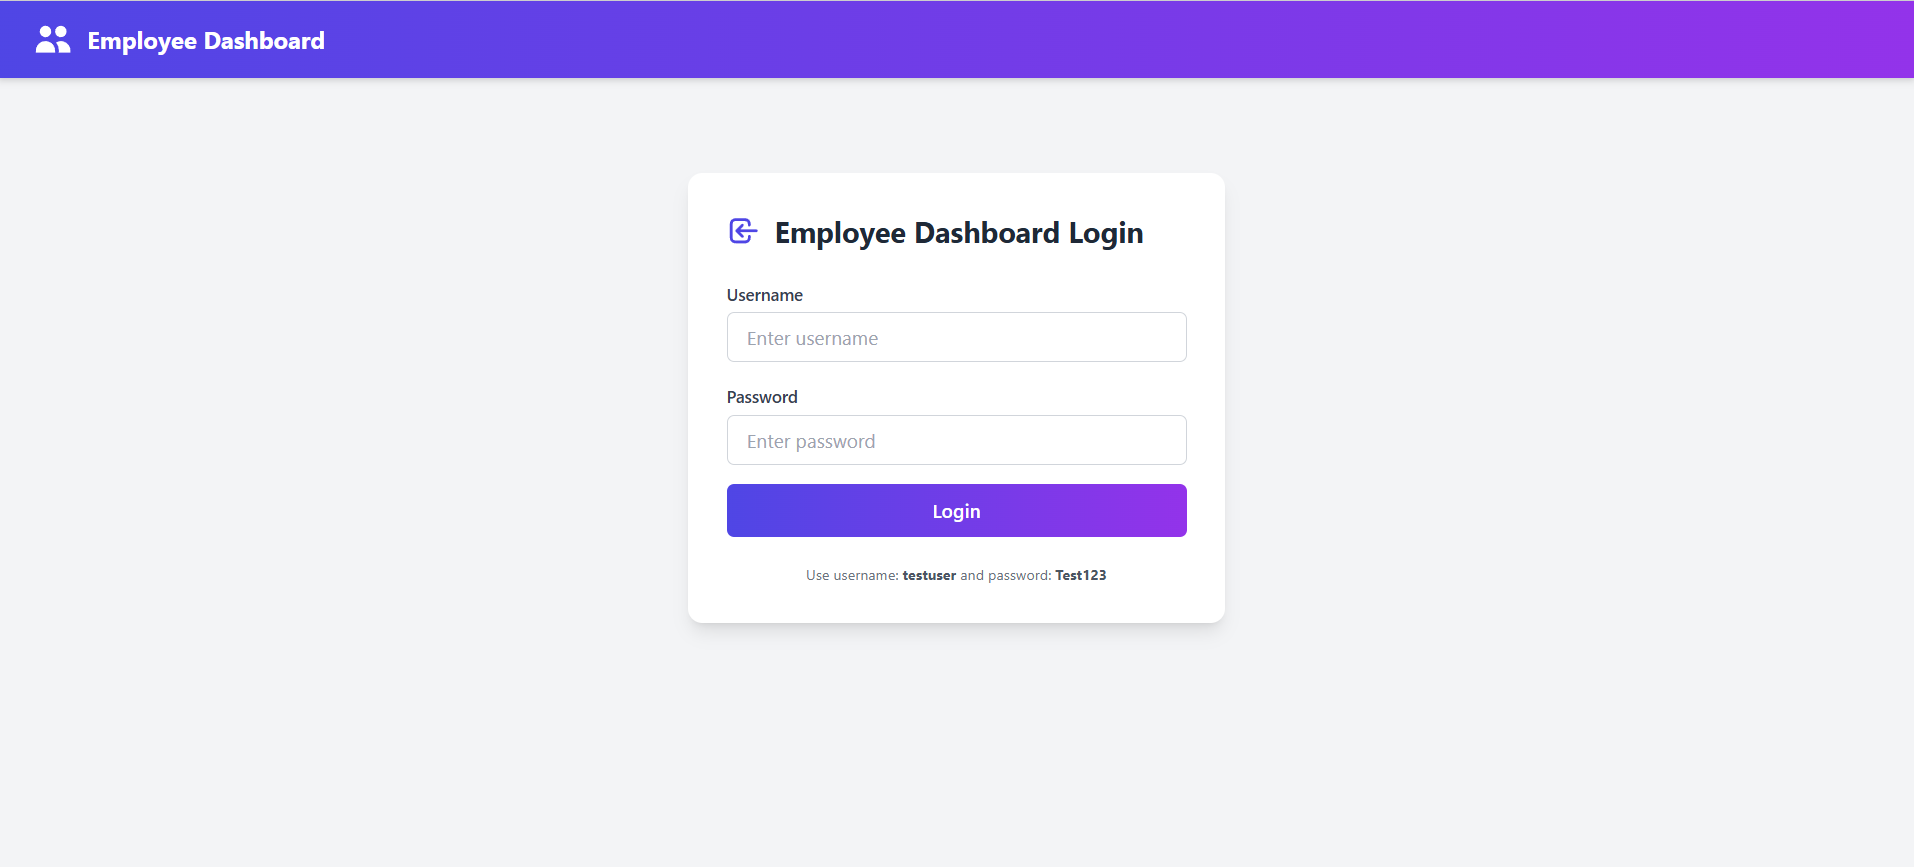 Employee Dashboard
Employee Dashboard Login
Username
Enter username
Password
Enter password
Login
Use username: testuser and password: Test123